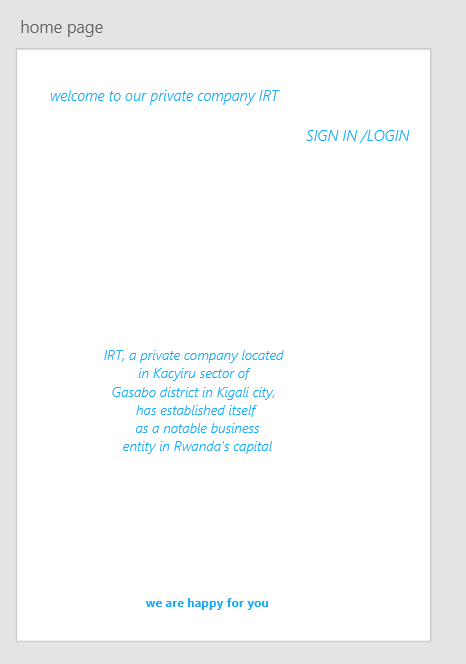 home page
welcome to our private company IRT
SIGN IN /LOGIN
IRT, a private company located
in Kacyiru sector of
Gasabo district in Kigali city,
has established itself
as a notable business
entity in Rwanda's capital
we are happy for you